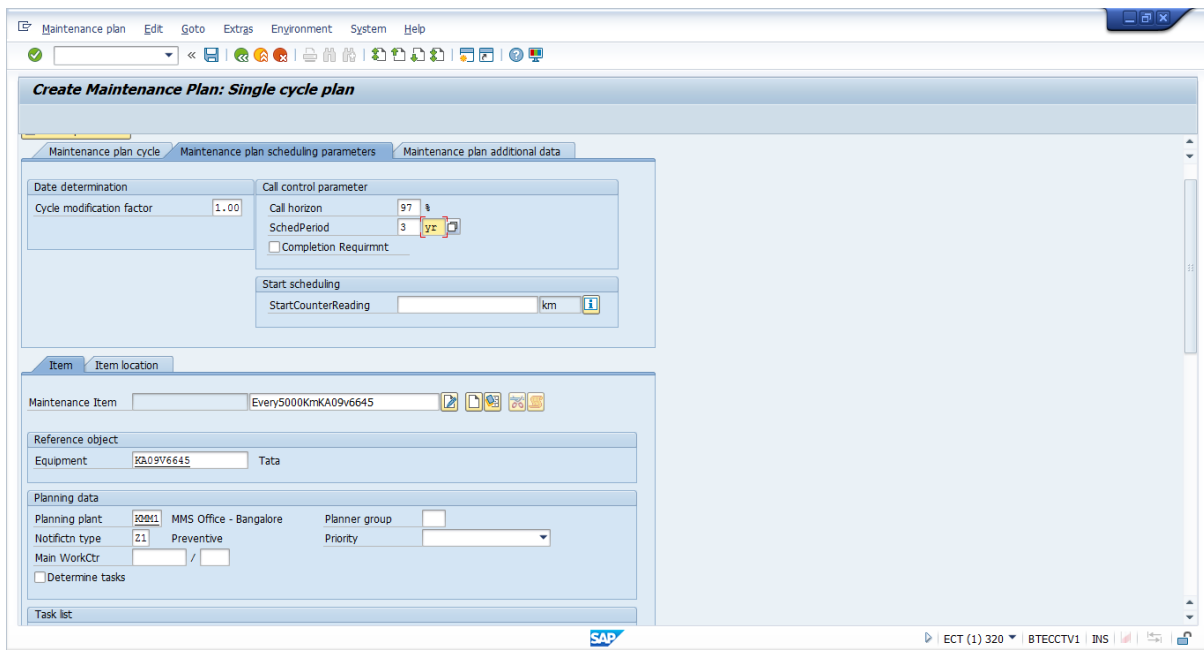 Maintenance plan Edit Goto Extras Environment System Help
Create Maintenance Plan: Single cycle plan
Maintenance plan cycle Maintenance plan scheduling parameters Maintenance plan additional data
Date determination Call control parameter
Cycle modification factor 1.00 Call horizon 97 %
SchedPeriod 3 yr
Completion Requirmnt
Start scheduling
StartCounterReading km
Item Item location
Maintenance Item Every5000KmKA09v6645
Reference object
Equipment KA09V6645 Tata
Planning data
Planning plant KMM1 MMS Office - Bangalore Planner group
Notifictn type Z1 Preventive Priority
Main WorkCtr /
Determine tasks
Task list
SAP ECT (1) 320 BTECCTV1 INS